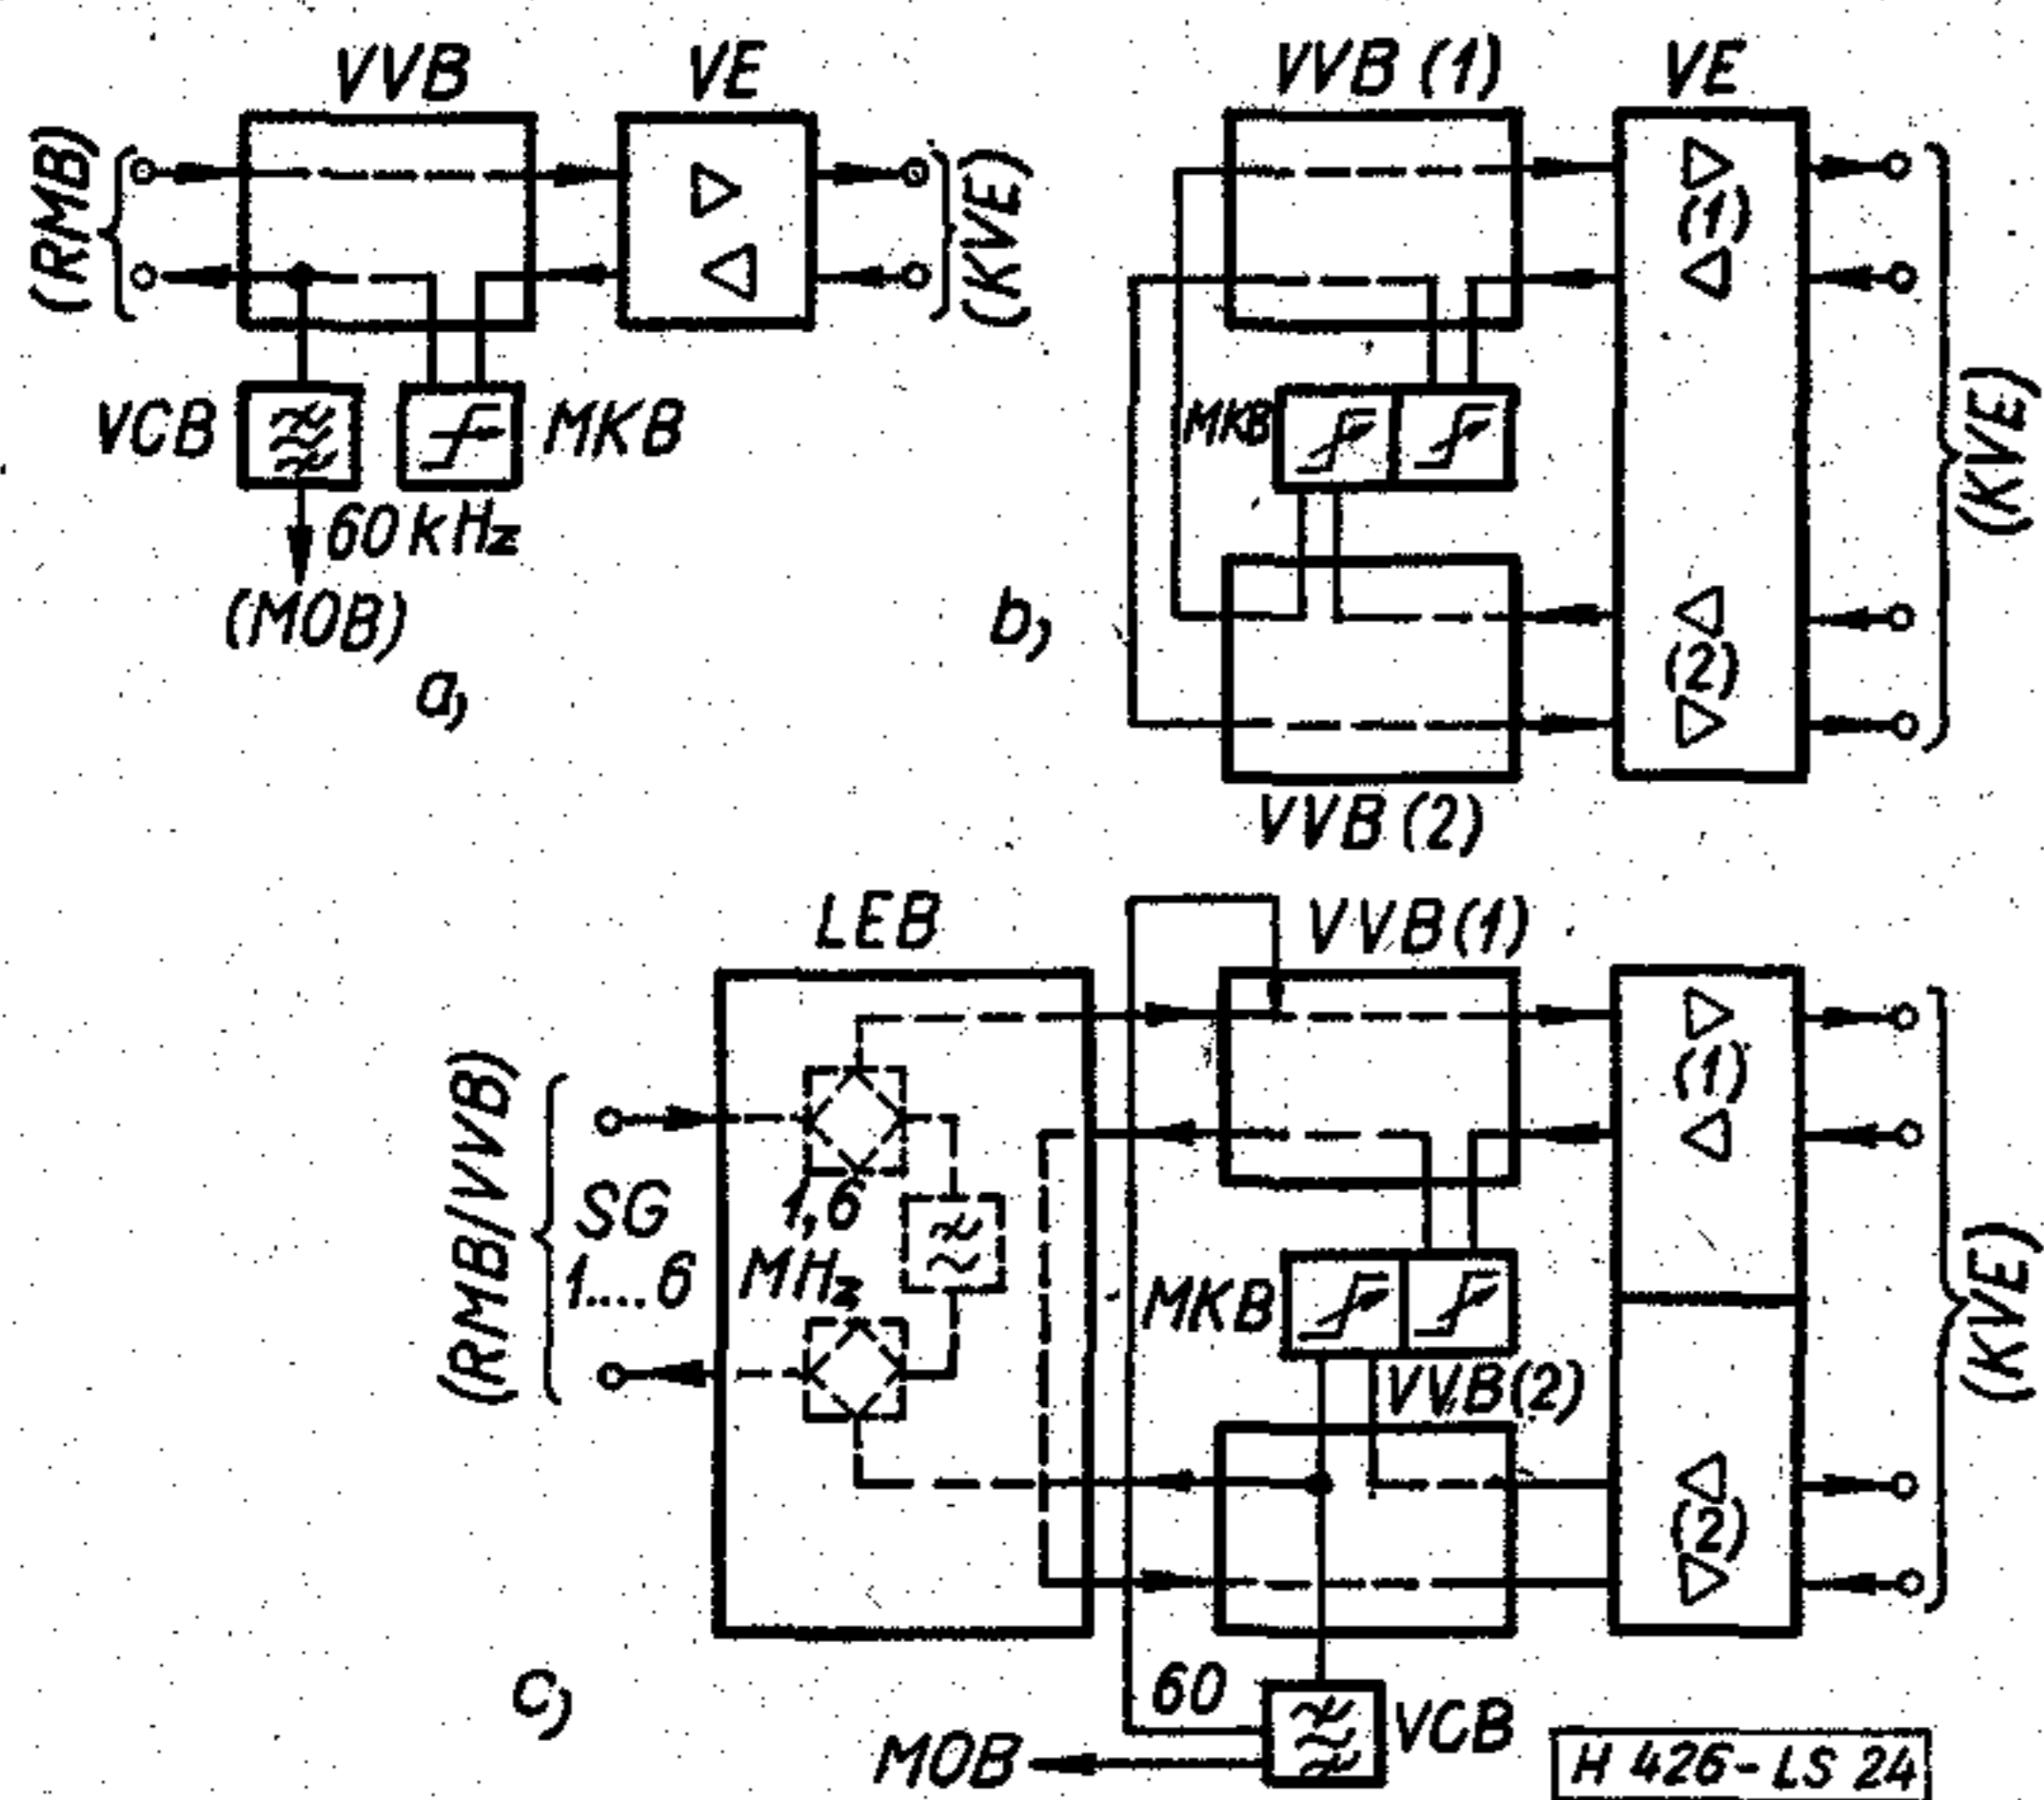 VVB
VE
(RMB)
(KVE)
VCB
MKB
60 kHz
(MOB)
a,
VVB (1)
VE
(1)
MKB
(KVE)
b,
(2)
VVB (2)
LEB
VVB (1)
(1)
(RMB/VVB)
SG
1....6
1,6
MHz
MKB
VVB (2)
(KVE)
(2)
c,
60
VCB
MOB
H 426-LS 24